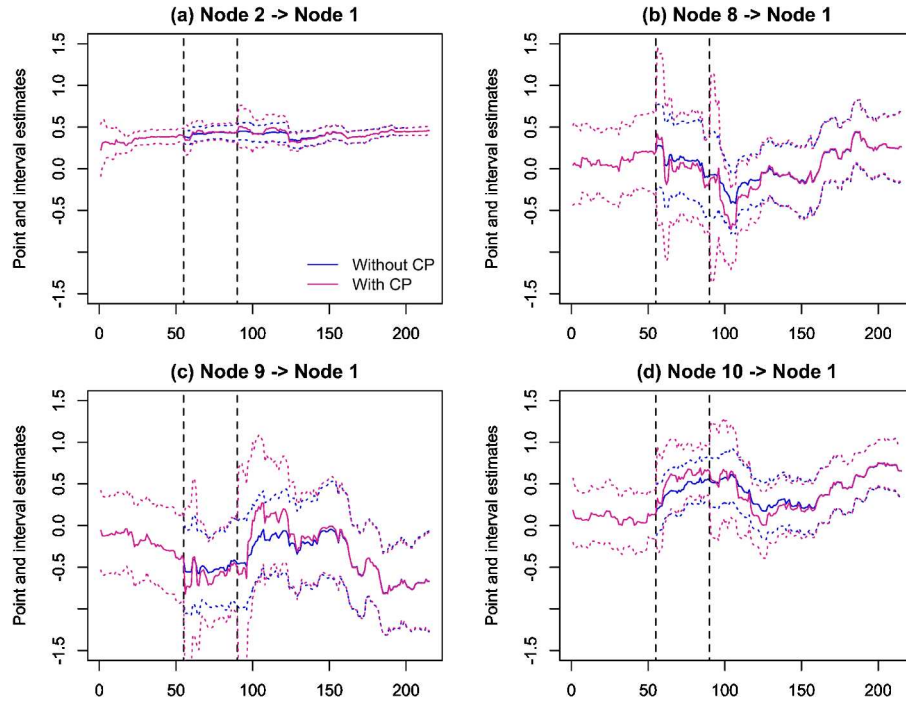 (a) Node 2 -> Node 1
Point and interval estimates
1.5
1.0
0.5
0.0
-0.5
-1.5
Without CP
With CP
0 50 100 150 200
(b) Node 8 -> Node 1
Point and interval estimates
1.5
1.0
0.5
0.0
-0.5
-1.5
0 50 100 150 200
(c) Node 9 -> Node 1
Point and interval estimates
1.5
1.0
0.5
0.0
-0.5
-1.5
0 50 100 150 200
(d) Node 10 -> Node 1
Point and interval estimates
1.5
1.0
0.5
0.0
-0.5
-1.5
0 50 100 150 200